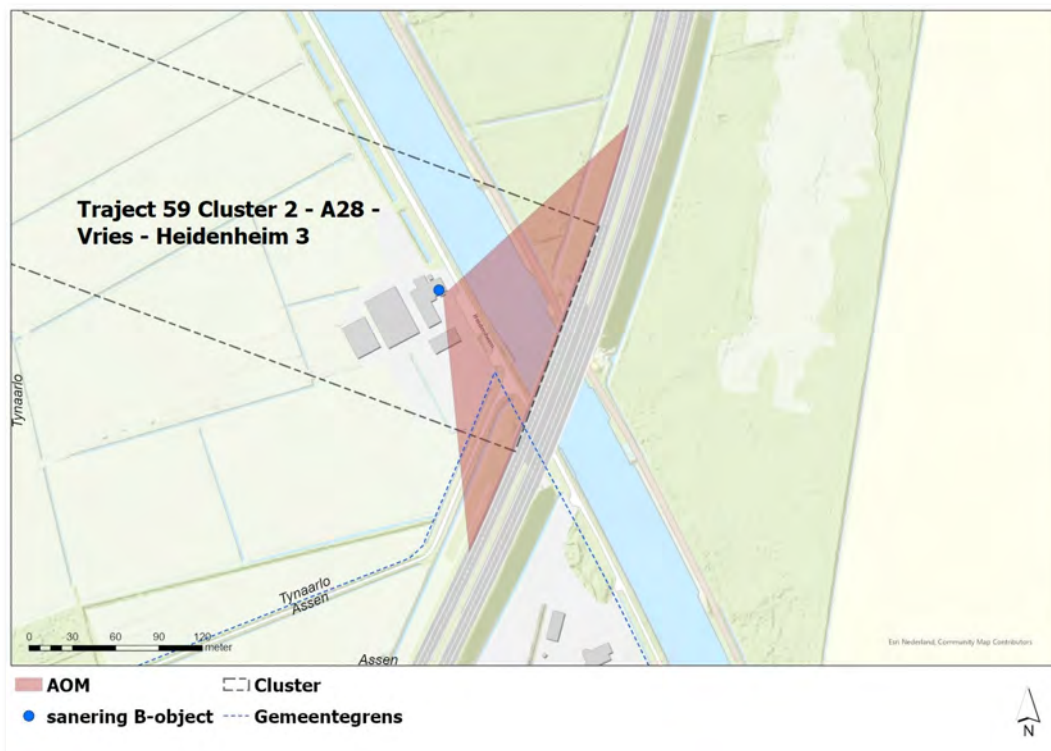 Traject 59 Cluster 2 - A28 -
Vries - Heidenheim 3
Tynaarlo
Tynaarlo
Assen
Assen
0 30 60 90 120
meter
Esri Nederland, Community Map Contributors
AOM
Cluster
sanering B-object
Gemeentegrens
N